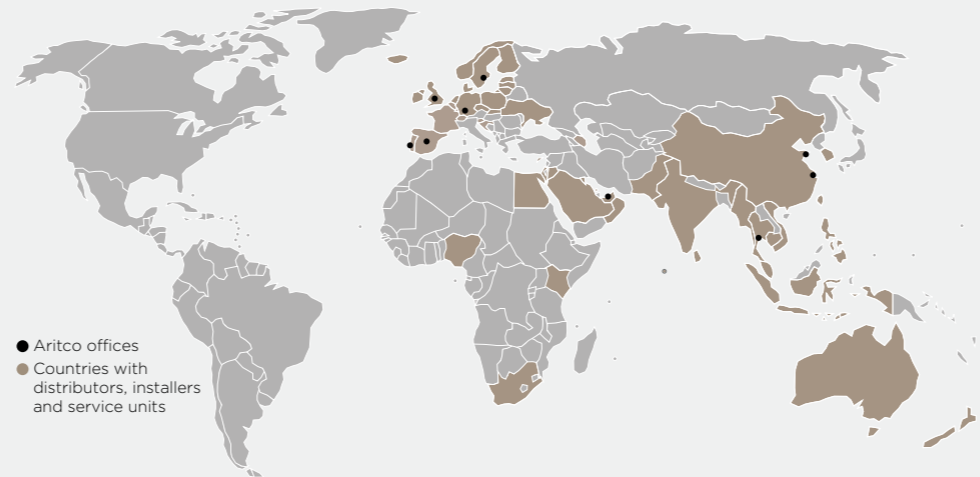 Aritco offices
Countries with
distributors, installers
and service units